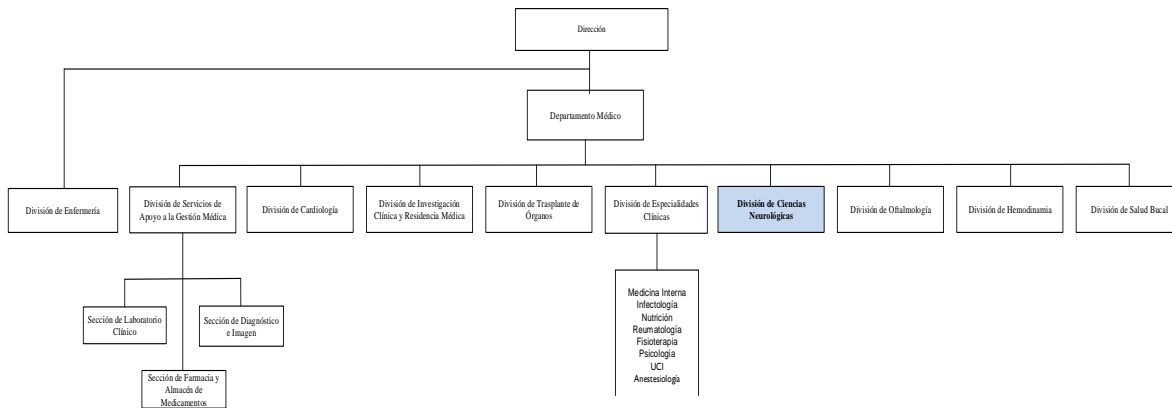 Dirección
Departamento Médico
División de Enfermería
División de Servicios de
Apoyo a la Gestión Médica
División de Cardiología
División de Investigación
Clínica y Residencia Médica
División de Trasplante de
Órganos
División de Especialidades
Clínicas
División de Ciencias
Neurológicas
División de Oftalmología
División de Hemodinamia
División de Salud Bucal
Sección de Laboratorio
Clínico
Sección de Diagnóstico
e Imagen
Sección de Farmacia y
Almacén de
Medicamentos
Medicina Interna
Infectología
Nutrición
Reumatología
Fisioterapia
Psicología
UCI
Anestesiología